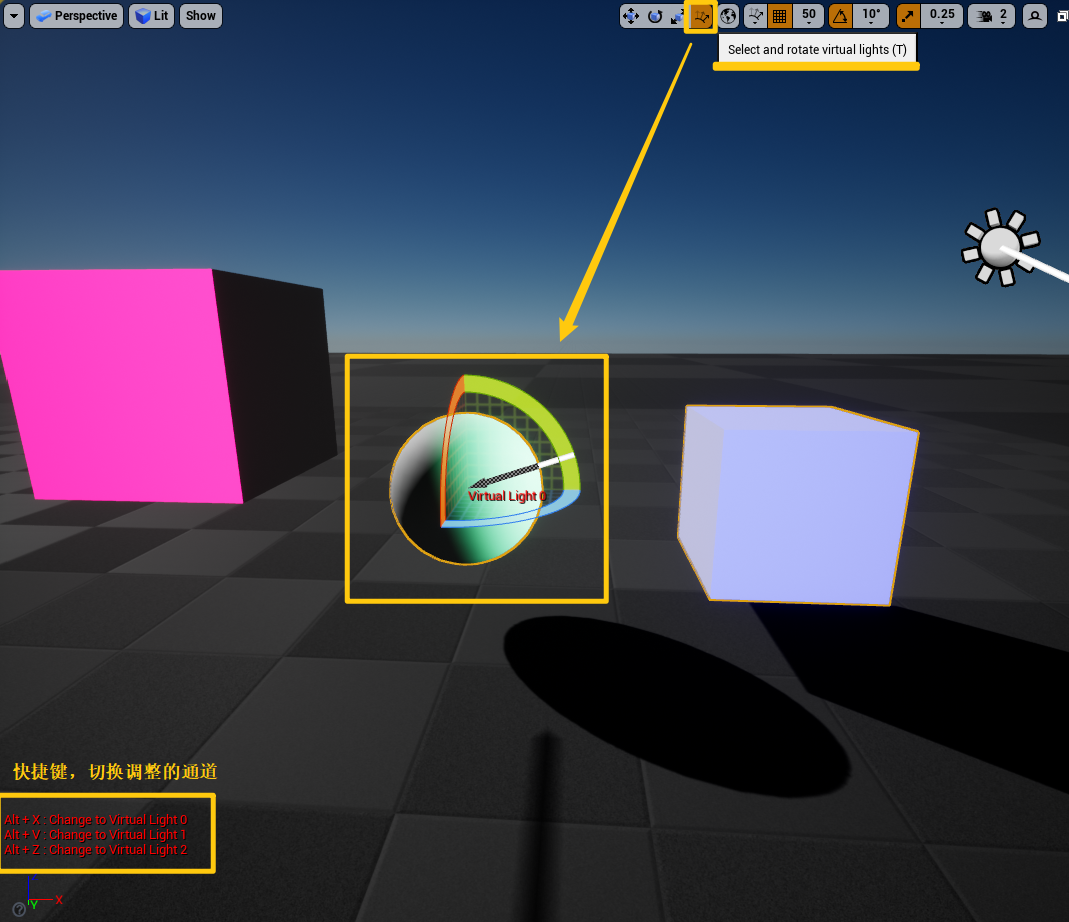 Perspective
Lit
Show
50
10°
0.25
2
Select and rotate virtual lights (T)
Virtual Light 0
快捷键，切换调整的通道
Alt + X : Change to Virtual Light 0
Alt + V : Change to Virtual Light 1
Alt + Z : Change to Virtual Light 2
X
Y
?